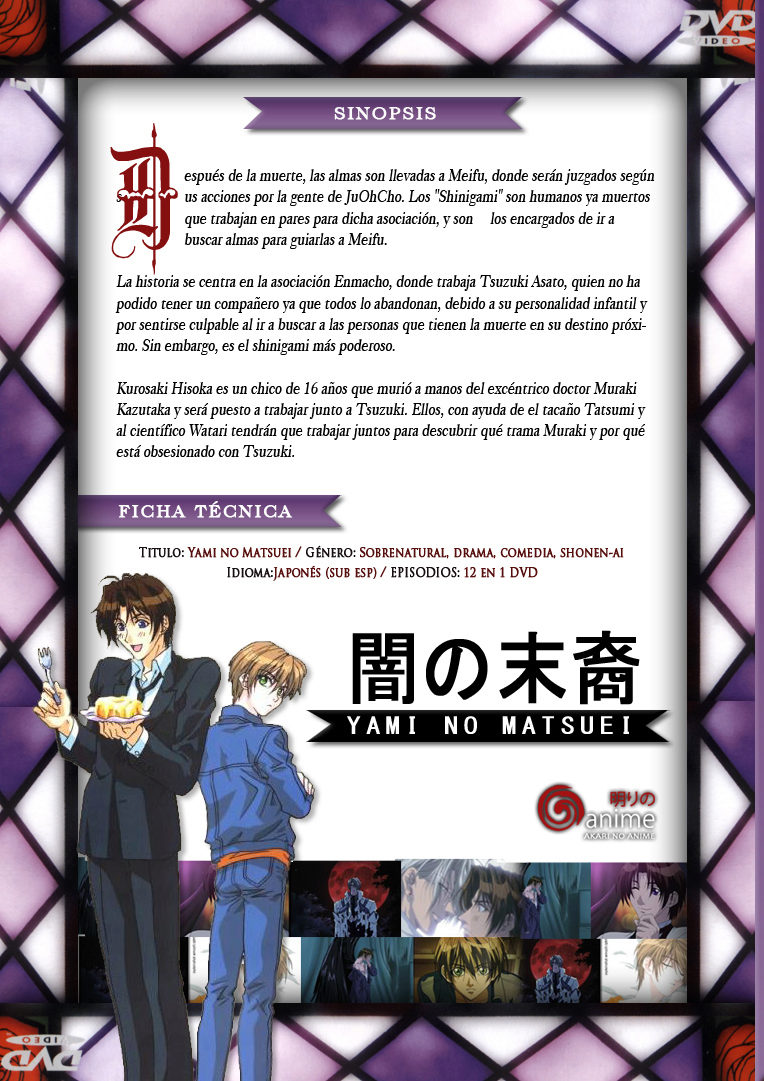 DVD
VIDEO
SINOPSIS
Después de la muerte, las almas son llevadas a Meifu, donde serán juzgados según
us acciones por la gente de JuOhCho. Los "Shinigami" son humanos ya muertos
que trabajan en pares para dicha asociación, y son los encargados de ir a
buscar almas para guiarlas a Meifu.
La historia se centra en la asociación Enmacho, donde trabaja Tsuzuki Asato, quien no ha
podido tener un compañero ya que todos lo abandonan, debido a su personalidad infantil y
por sentirse culpable al ir a buscar a las personas que tienen la muerte en su destino próxi-
mo. Sin embargo, es el shinigami más poderoso.
Kurosaki Hisoka es un chico de 16 años que murió a manos del excéntrico doctor Muraki
Kazutaka y será puesto a trabajar junto a Tsuzuki. Ellos, con ayuda de el tacaño Tatsumi y
al científico Watari tendrán que trabajar juntos para descubrir qué trama Muraki y por qué
está obsesionado con Tsuzuki.
FICHA TÉCNICA
Titulo: Yami no Matsuei / Género: Sobrenatural, drama, comedia, shonen-ai
Idioma:Japonés (sub esp) / EPISODIOS: 12 en 1 DVD
闇の末裔
YAMI NO MATSUEI
明りの
anime
AKARI NO ANIME
DVD
VIDEO